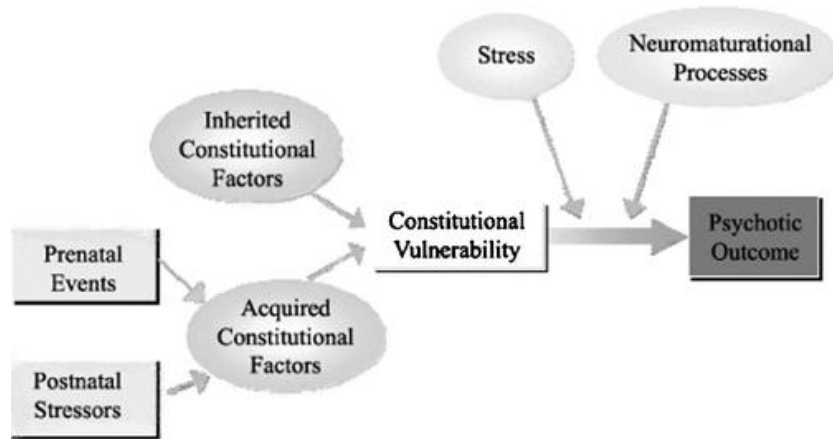 Stress
Neuromaturational
Processes
Inherited
Constitutional
Factors
Constitutional
Vulnerability
Psychotic
Outcome
Prenatal
Events
Acquired
Constitutional
Factors
Postnatal
Stressors